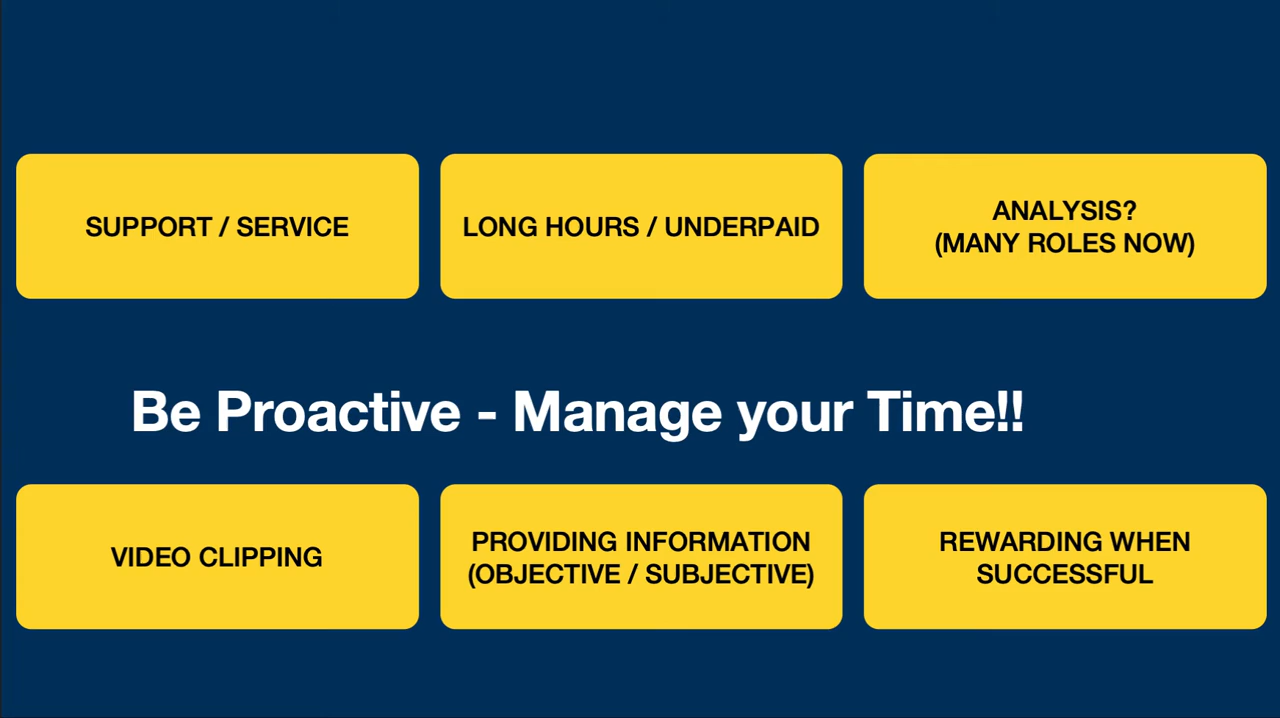 SUPPORT / SERVICE
LONG HOURS / UNDERPAID
ANALYSIS?
(MANY ROLES NOW)
Be Proactive - Manage your Time!!
VIDEO CLIPPING
PROVIDING INFORMATION
(OBJECTIVE / SUBJECTIVE)
REWARDING WHEN
SUCCESSFUL